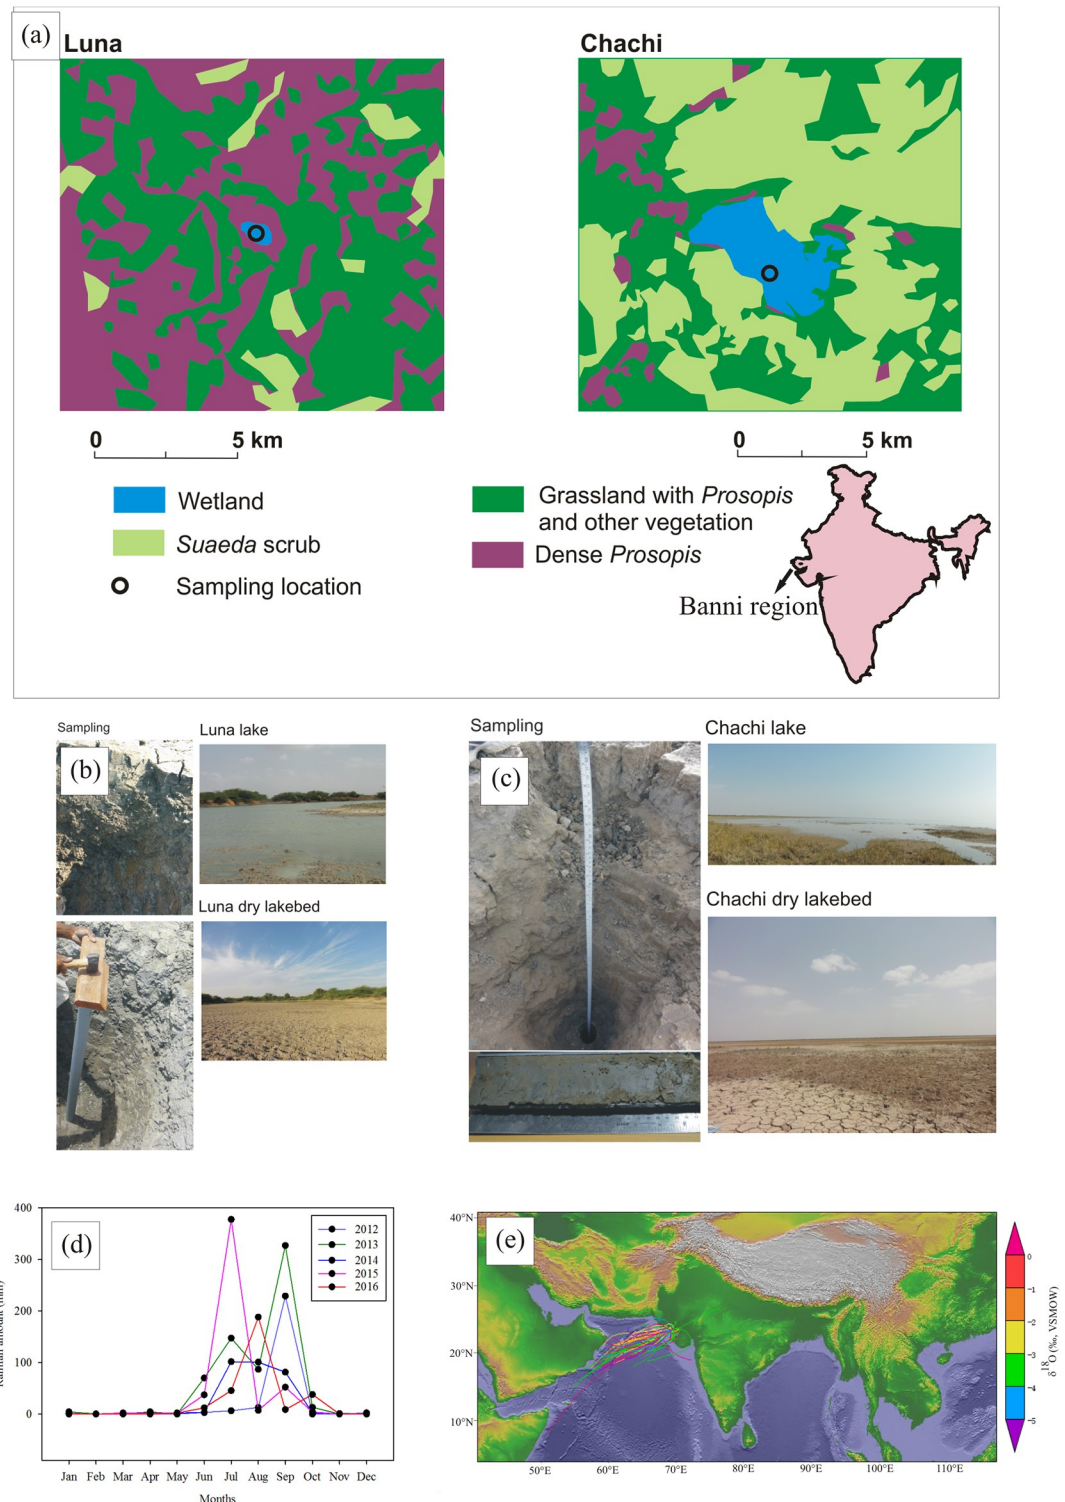 (a)
Luna
Chachi
0 5 km
0 5 km
Wetland
Suaeda scrub
Sampling location
Grassland with Prosopis
and other vegetation
Dense Prosopis
Banni region
Sampling
(b)
Luna lake
Luna dry lakebed
Sampling
(c)
Chachi lake
Chachi dry lakebed
(d)
400
300
200
100
0
2012
2013
2014
2015
2016
Jan Feb Mar Apr May Jun Jul Aug Sep Oct Nov Dec
Months
(e)
40°N
30°N
20°N
10°N
50°E 60°E 70°E 80°E 90°E 100°E 110°E
0
−1
−2
−3
−4
−5
δ¹⁸O (‰, VSMOW)